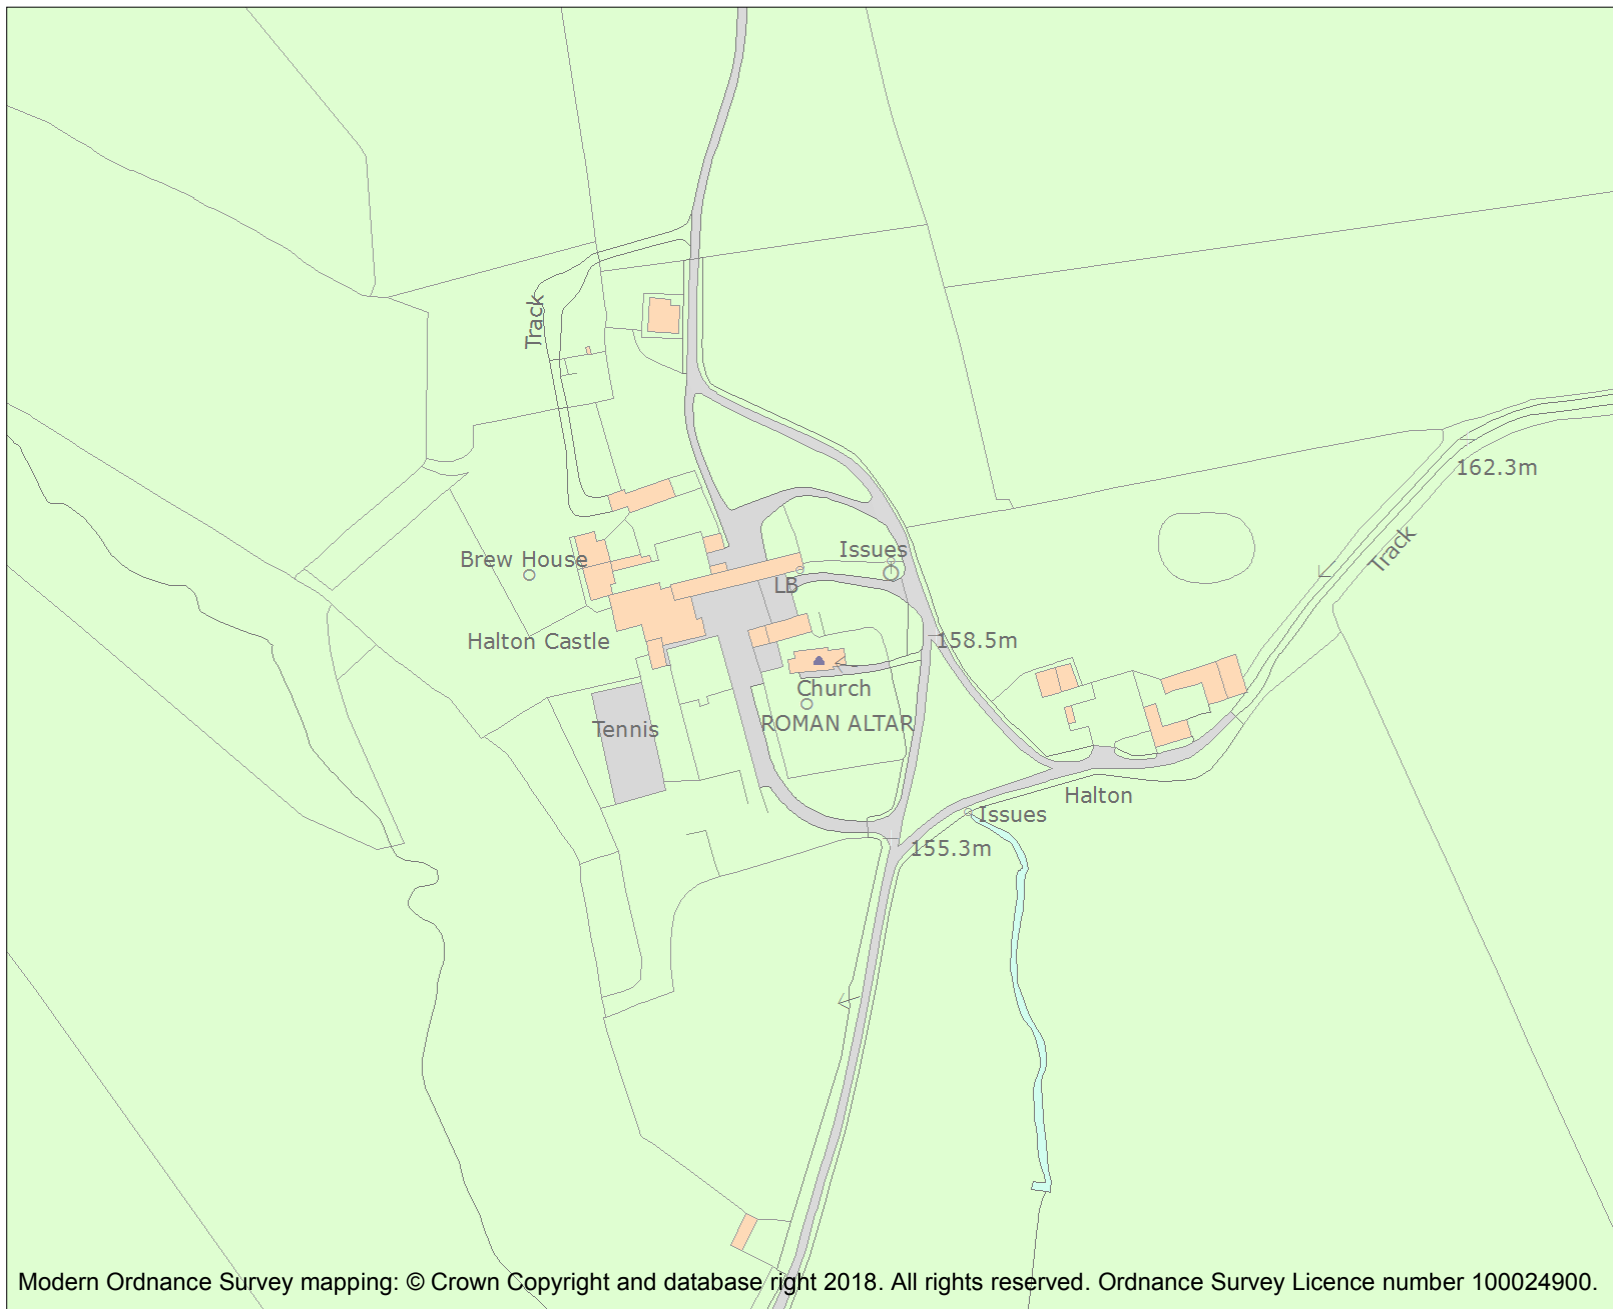 Track
162.3m
Track
Issues
Brew House
LB
Halton Castle
158.5m
Church
ROMAN ALTAR
Tennis
Halton
Issues
155.3m
Modern Ordnance Survey mapping: © Crown Copyright and database right 2018. All rights reserved. Ordnance Survey Licence number 100024900.